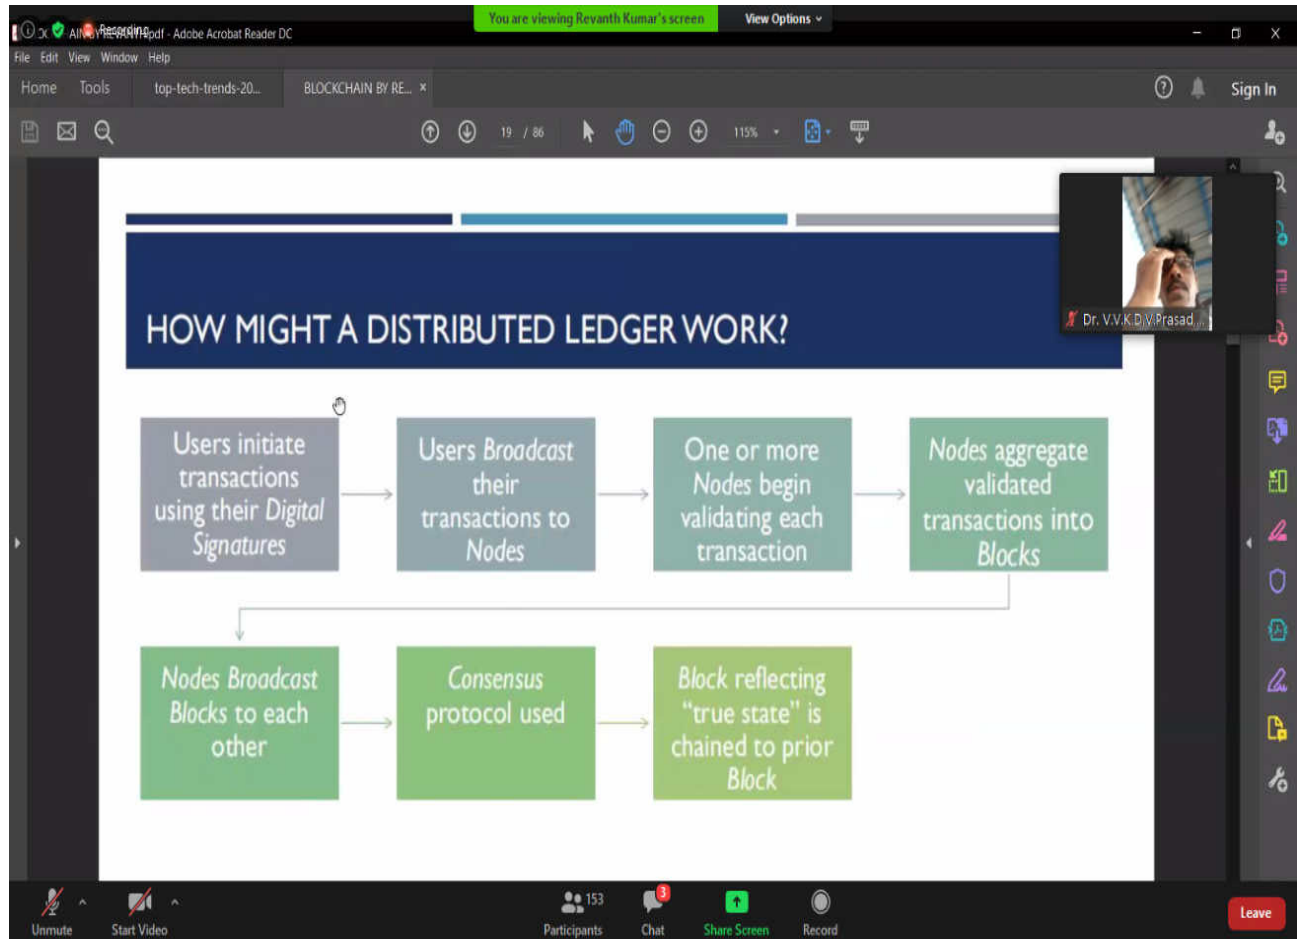 You are viewing Revanth Kumar's screen View Options
Recording pdf - Adobe Acrobat Reader DC
File Edit View Window Help
Home Tools top-tech-trends-20... BLOCKCHAIN BY RE... × Sign In
19 / 86 115%
HOW MIGHT A DISTRIBUTED LEDGER WORK?
Dr. V.V.K.D.V.Prasad...
Users initiate
transactions
using their Digital
Signatures
Users Broadcast
their
transactions to
Nodes
One or more
Nodes begin
validating each
transaction
Nodes aggregate
validated
transactions into
Blocks
Nodes Broadcast
Blocks to each
other
Consensus
protocol used
Block reflecting
“true state” is
chained to prior
Block
153 3
Unmute Start Video Participants Chat Share Screen Record Leave